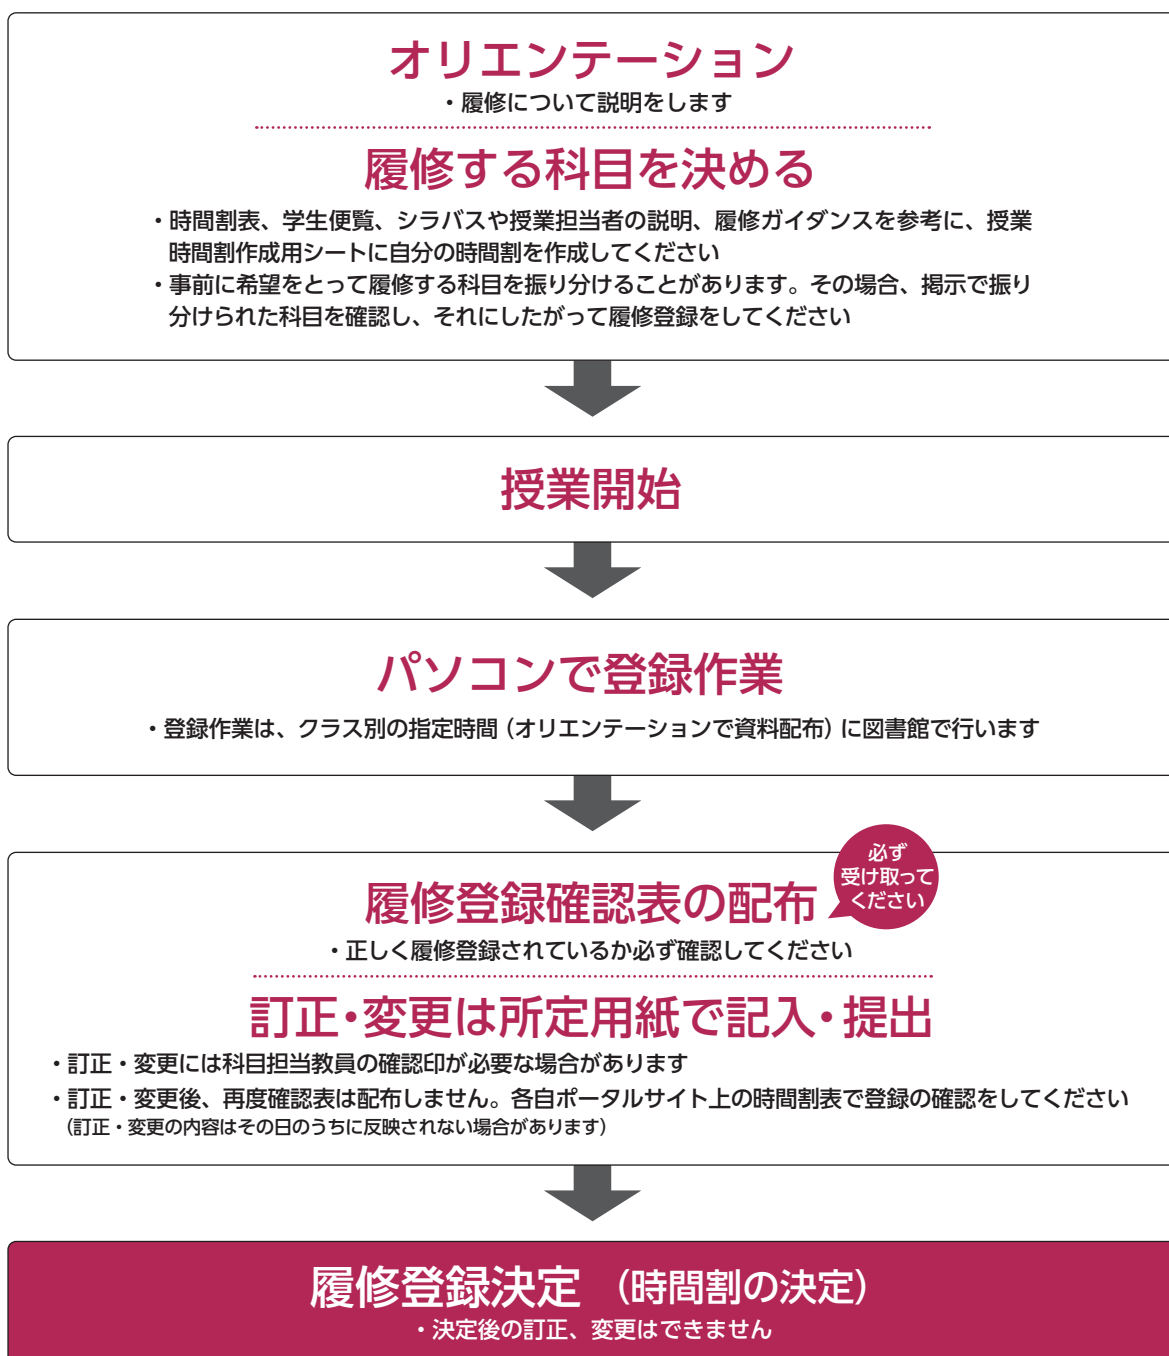 オリエンテーション
・履修について説明をします
履修する科目を決める
・時間割表、学生便覧、シラバスや授業担当者の説明、履修ガイダンスを参考に、授業
時間割作成用シートに自分の時間割を作成してください
・事前に希望をとって履修する科目を振り分けることがあります。その場合、掲示で振り
分けられた科目を確認し、それにしたがって履修登録をしてください
授業開始
パソコンで登録作業
・登録作業は、クラス別の指定時間（オリエンテーションで資料配布）に図書館で行います
必ず
受け取って
ください
履修登録確認表の配布
・正しく履修登録されているか必ず確認してください
訂正・変更は所定用紙で記入・提出
・訂正・変更には科目担当教員の確認印が必要な場合があります
・訂正・変更後、再度確認表は配布しません。各自ポータルサイト上の時間割表で登録の確認をしてください
（訂正・変更の内容はその日のうちに反映されない場合があります）
履修登録決定 （時間割の決定）
・決定後の訂正、変更はできません